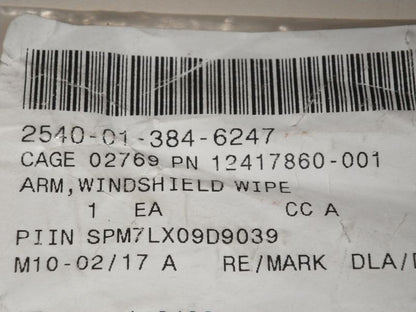 2540-01-384-6247
CAGE 02769 PN 12417860-001
ARM,WINDSHIELD WIPE
1 EA CC A
PIIN SPM7LX09D9039
M10-02/17 A RE/MARK DLA/